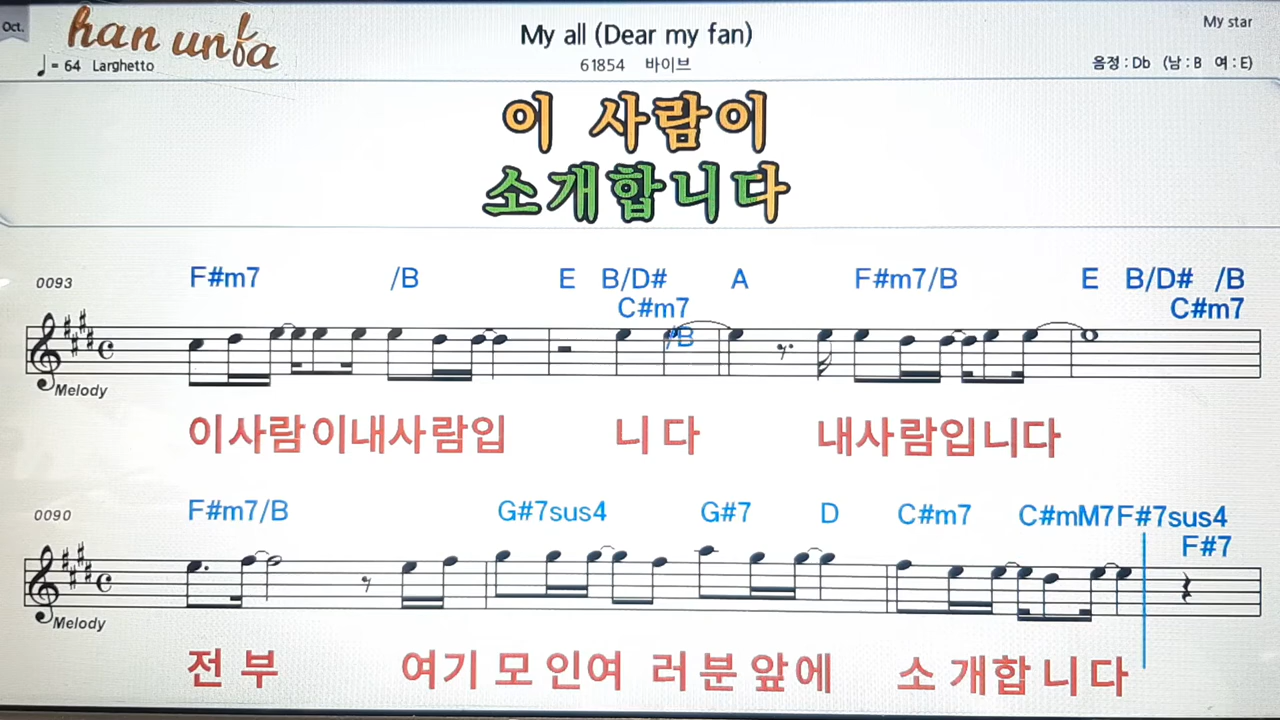 Oct.
han unfa
My all (Dear my fan)
My star
♩= 64 Larghetto
61854 바이브
음정 : Db (남 : B 여 : E)
이 사람이
소개합니다
0093
F#m7 /B E B/D# A F#m7/B E B/D# /B
C#m7 C#m7
/B
Melody
이사람이내사람입 니다 내사람입니다
0090
F#m7/B G#7sus4 G#7 D C#m7 C#mM7F#7sus4
F#7
Melody
전부 여기 모인여 러분앞에 소개합니다